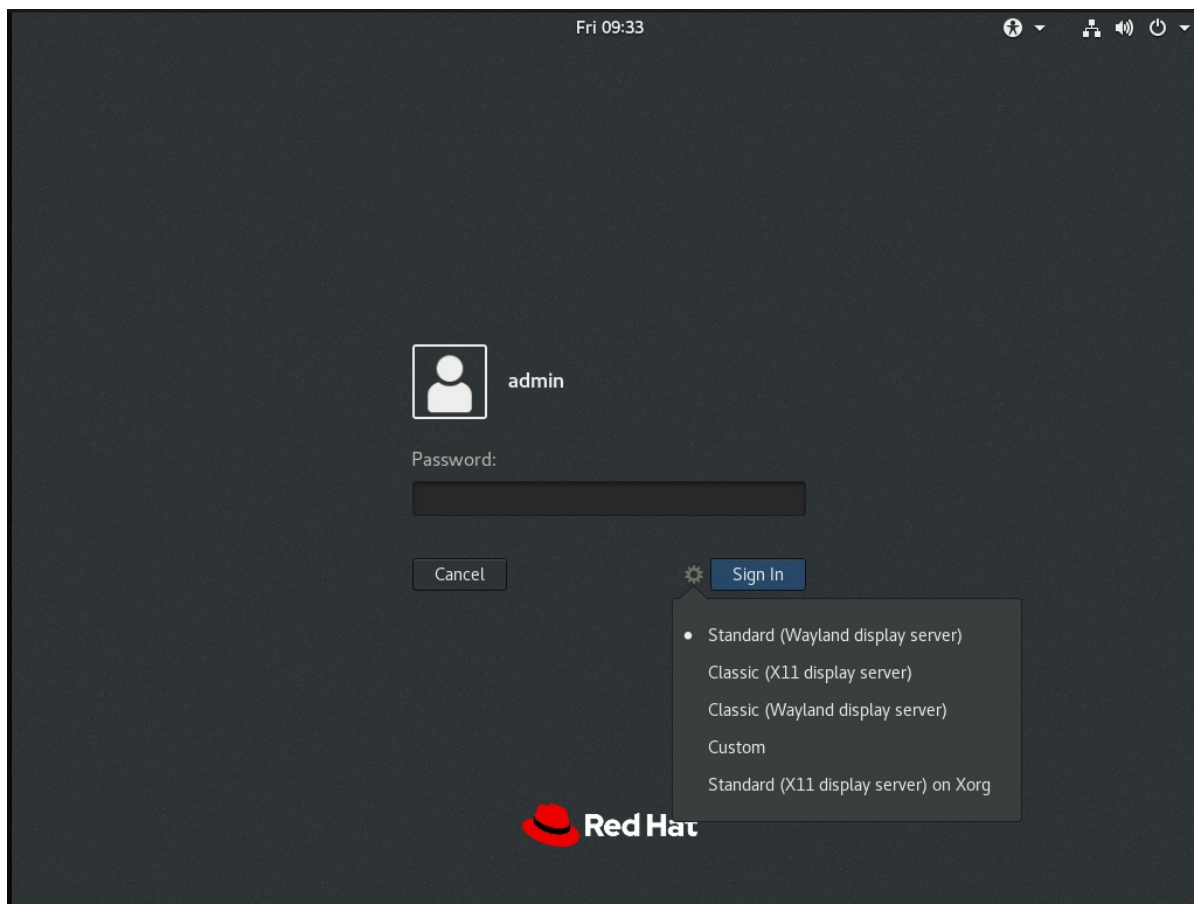 Fri 09:33
admin
Password:
Cancel
Sign In
Standard (Wayland display server)
Classic (X11 display server)
Classic (Wayland display server)
Custom
Standard (X11 display server) on Xorg
Red Hat